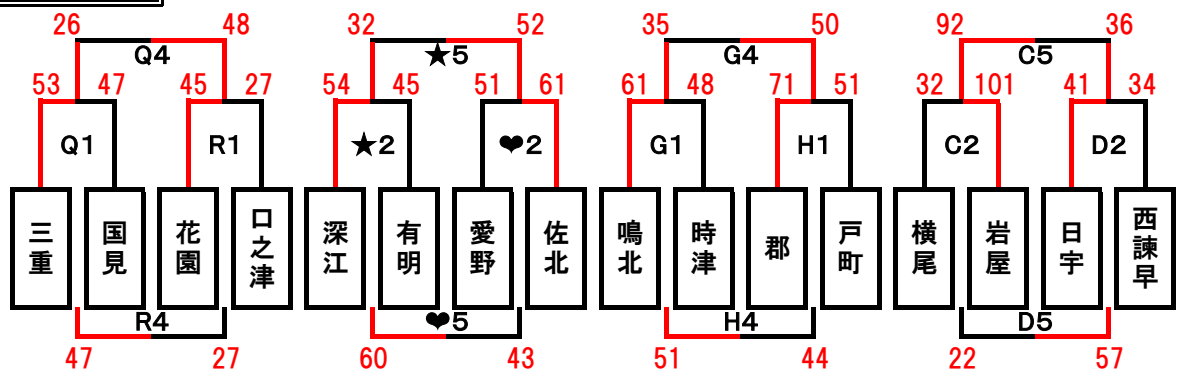 26 48 32 52 35 50 92 36
Q4 ★5 G4 C5
53 47 45 27 54 45 51 61 61 48 71 51 32 101 41 34
Q1 R1 ★2 ❤2 G1 H1 C2 D2
三重 国見 花園 口之津 深江 有明 愛野 佐北 鳴北 時津 郡 戸町 横尾 岩屋 日宇 西諫早
R4 ❤5 H4 D5
47 27 60 43 51 44 22 57